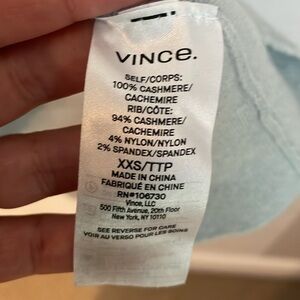 VINCE.
SELF/CORPS:
100% CASHMERE/
CACHEMIRE
RIB/CÔTE:
94% CASHMERE/
CACHEMIRE
4% NYLON/NYLON
2% SPANDEX/SPANDEX
XXS/TTP
MADE IN CHINA
FABRIQUÉ EN CHINE
RN#106730
Vince, LLC
500 Fifth Avenue, 20th Floor
New York, NY 10110
SEE REVERSE FOR CARE
VOIR AU VERSO POUR LES SOINS